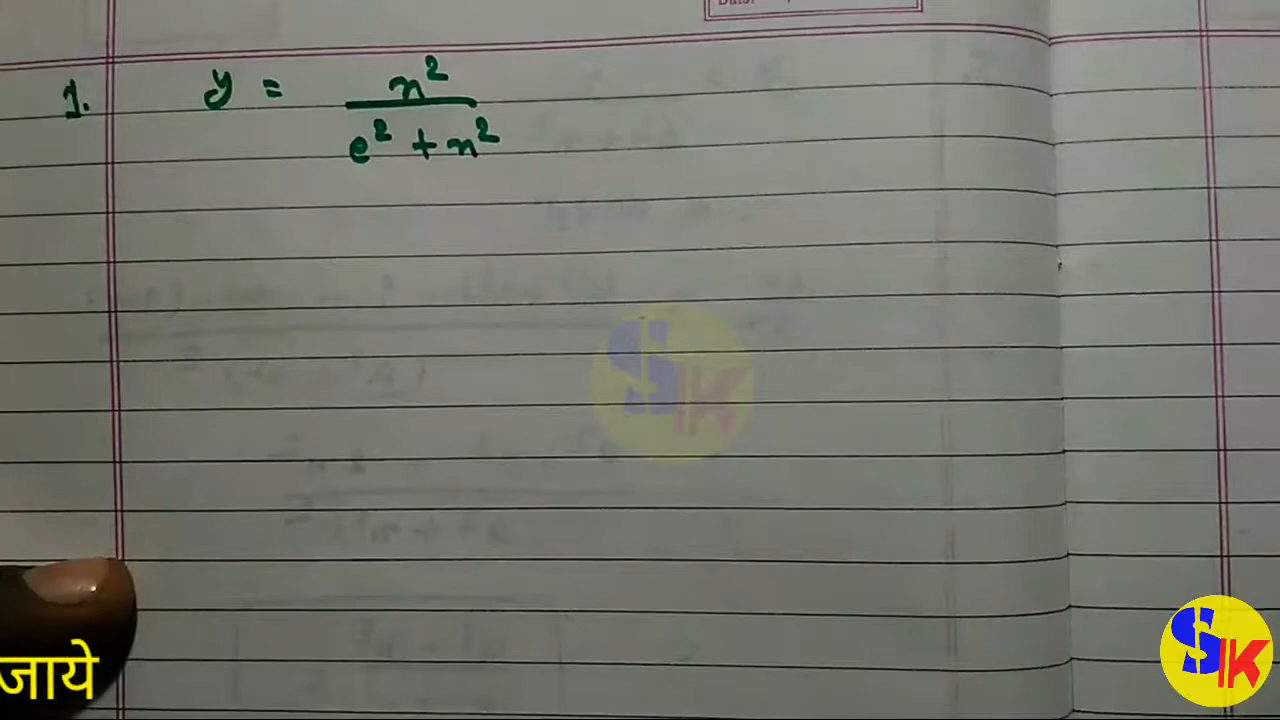 1. y = x²
e² + x²
जाये
SK
SK